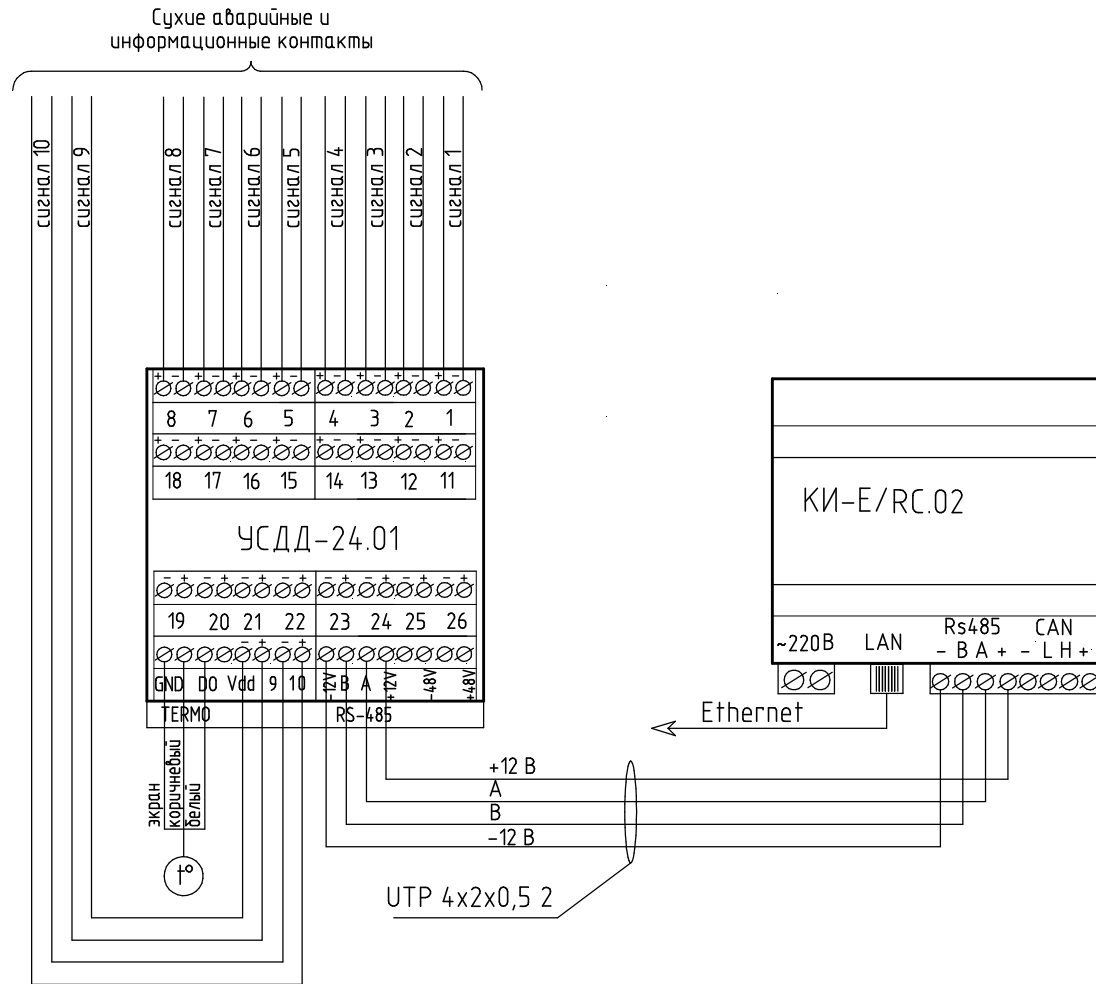 Сухие аварийные и
информационные контакты
сигнал 10
сигнал 9
сигнал 8
сигнал 7
сигнал 6
сигнал 5
сигнал 4
сигнал 3
сигнал 2
сигнал 1
+ - + - + - + - + - + - + - + -
8 7 6 5 4 3 2 1
+ - + - + - + - + - + - + - + -
18 17 16 15 14 13 12 11
УСДД-24.01
- + - + - + - + - + - + - + - +
19 20 21 22 23 24 25 26
- + - +
GND DO Vdd 9 10 -12V B A +12V -48V +48V
TERMO RS-485
экран
коричневый
белый
t°
КИ-E/RC.02
~220В LAN Rs485 CAN
- B A + - L H +
Ethernet
+12 В
A
B
-12 В
UTP 4x2x0,5 2